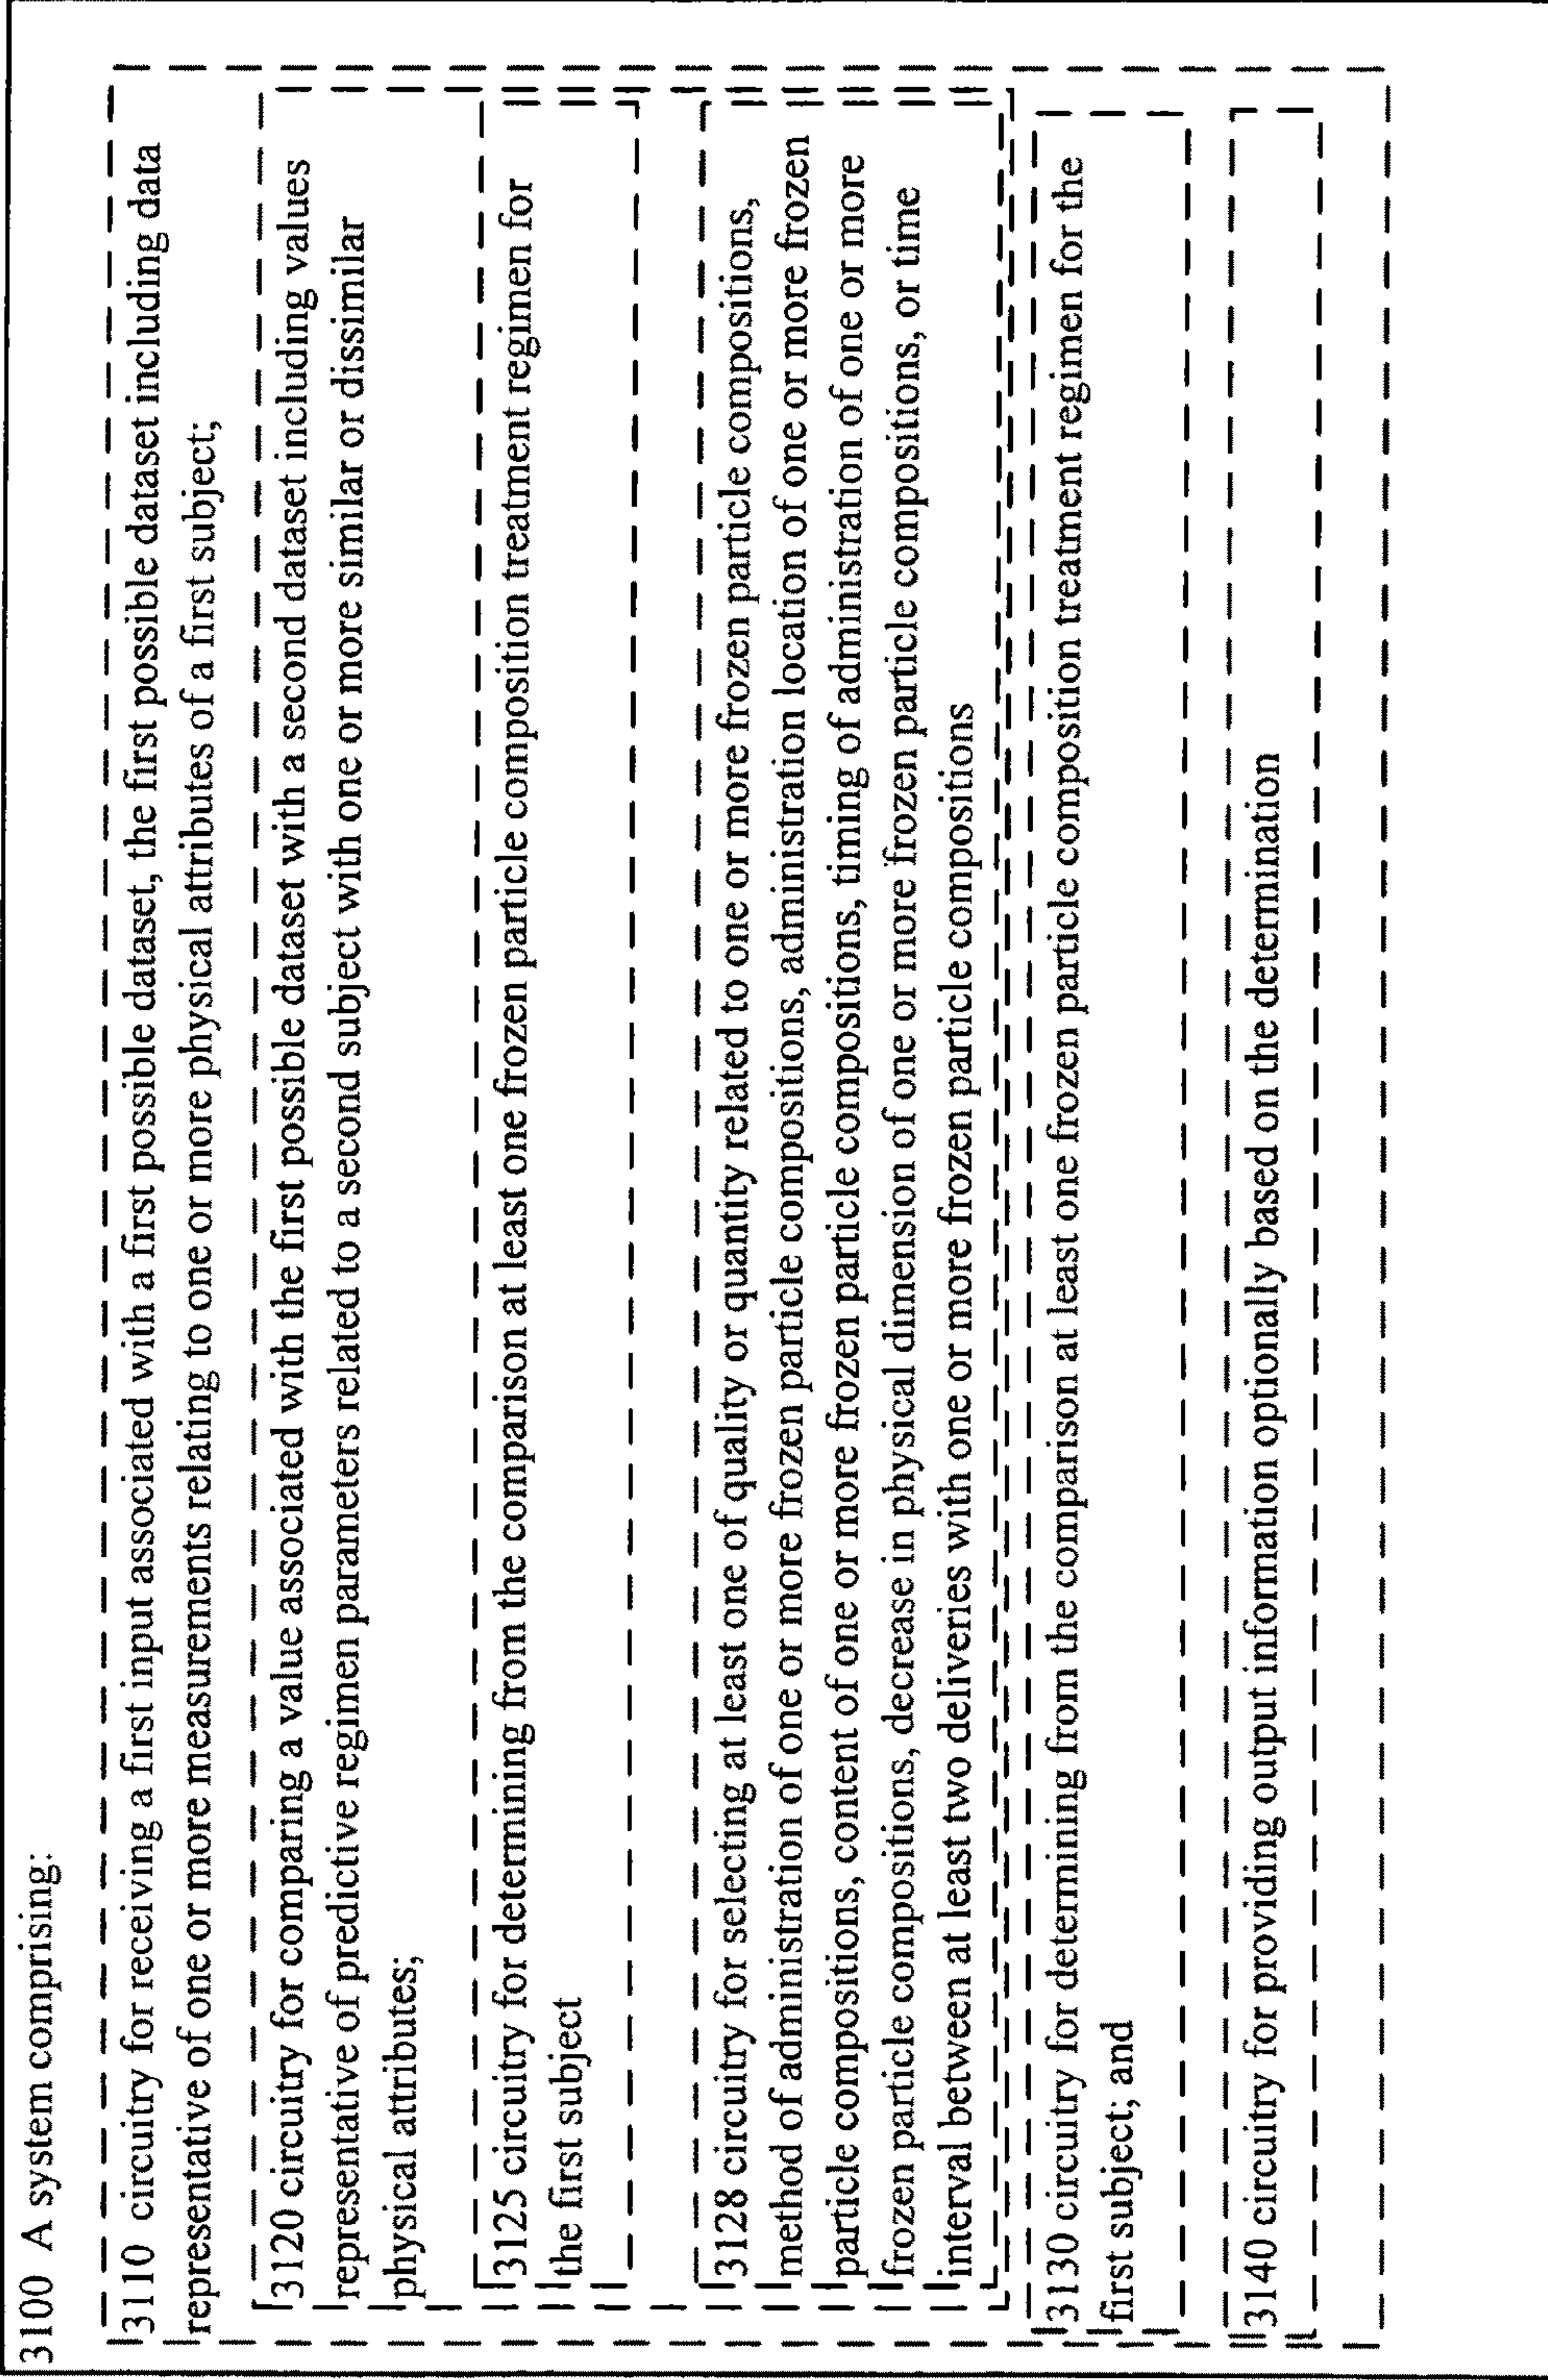 3100 A system comprising:
3110 circuitry for receiving a first input associated with a first possible dataset, the first possible dataset including data
representative of one or more measurements relating to one or more physical attributes of a first subject;
3120 circuitry for comparing a value associated with the first possible dataset with a second dataset including values
representative of predictive regimen parameters related to a second subject with one or more similar or dissimilar
physical attributes;
3125 circuitry for determining from the comparison at least one frozen particle composition treatment regimen for
the first subject
3128 circuitry for selecting at least one of quality or quantity related to one or more frozen particle compositions,
method of administration of one or more frozen particle compositions, administration location of one or more frozen
particle compositions, content of one or more frozen particle compositions, timing of administration of one or more
frozen particle compositions, decrease in physical dimension of one or more frozen particle compositions, or time
interval between at least two deliveries with one or more frozen particle compositions
3130 circuitry for determining from the comparison at least one frozen particle composition treatment regimen for the
first subject; and
3140 circuitry for providing output information optionally based on the determination